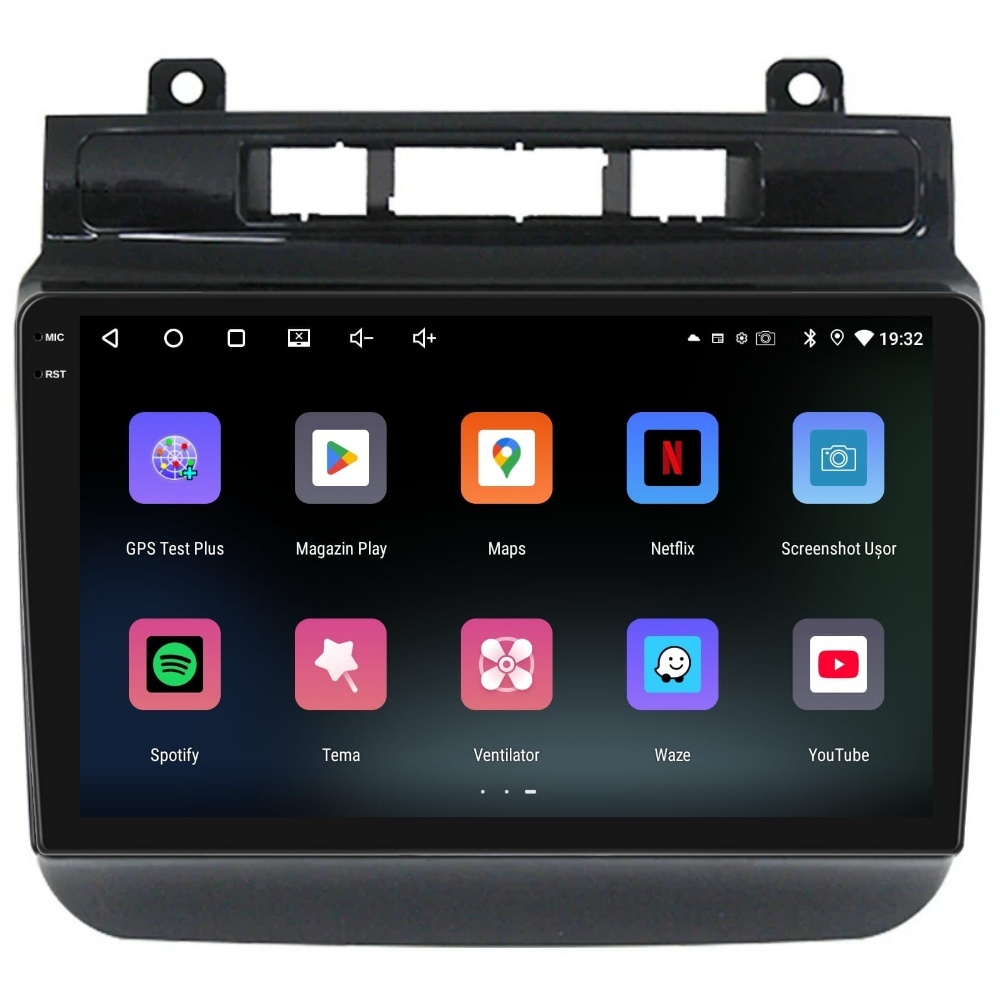 MIC
19:32
RST
GPS Test Plus
Magazin Play
Maps
Netflix
Screenshot Ușor
Spotify
Tema
Ventilator
Waze
YouTube